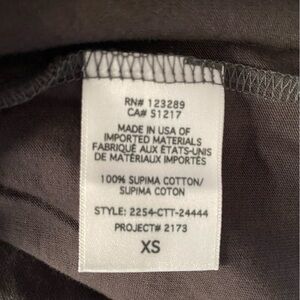 RN# 123289
CA# 51217
MADE IN USA OF
IMPORTED MATERIALS
FABRIQUÉ AUX ÉTATS-UNIS
DE MATÉRIAUX IMPORTÉS
100% SUPIMA COTTON/
SUPIMA COTON
STYLE: 2254-CTT-24444
PROJECT# 2173
XS